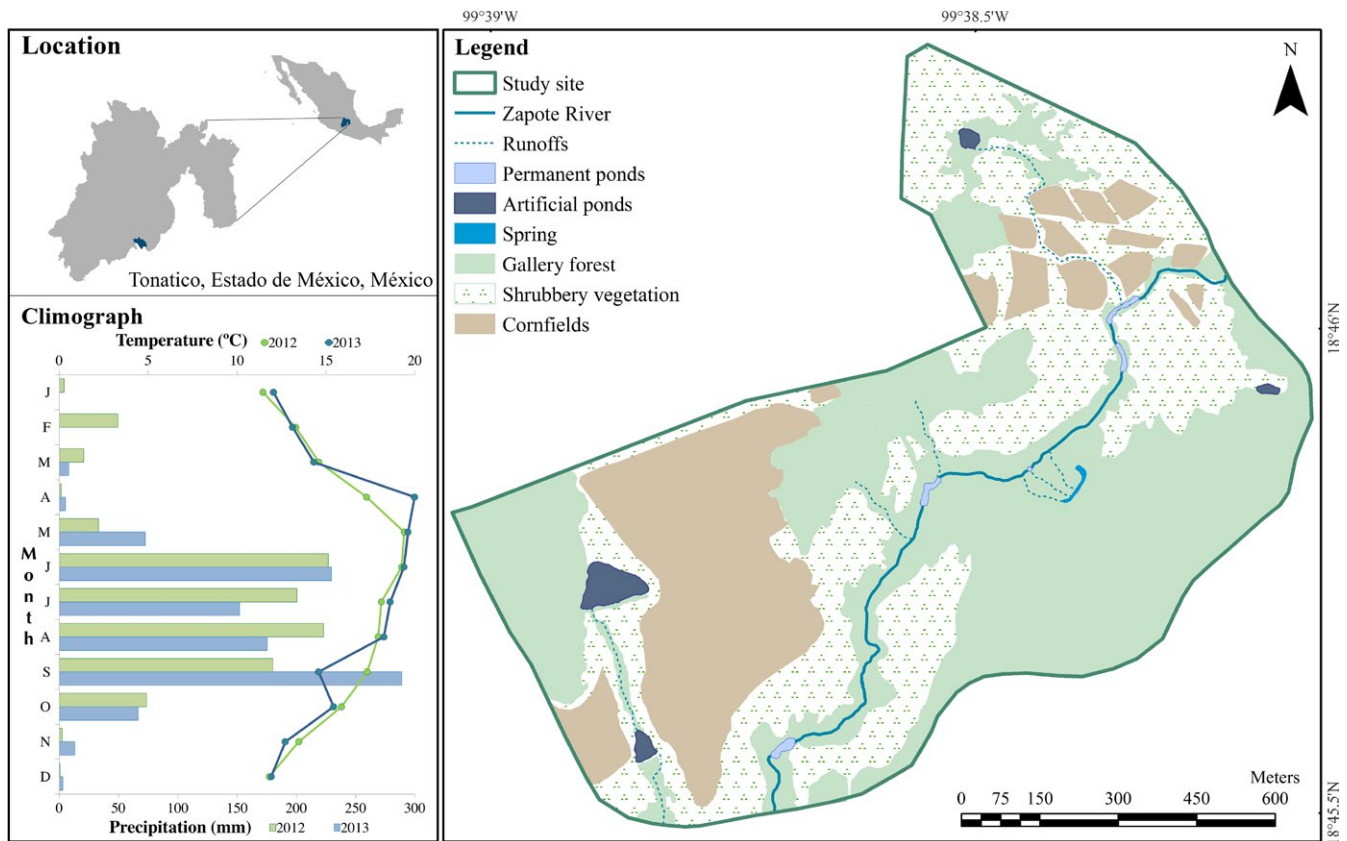 99°39'W
99°38.5'W
Location
Tonatico, Estado de México, México
Climograph
Temperature (ºC)
2012
2013
0
5
10
15
20
Month
J
F
M
A
M
J
J
A
S
O
N
D
0
50
100
150
200
250
300
Precipitation (mm)
2012
2013
Legend
Study site
Zapote River
Runoffs
Permanent ponds
Artificial ponds
Spring
Gallery forest
Shrubbery vegetation
Cornfields
N
18°46'N
18°45.5'N
Meters
0
75
150
300
450
600